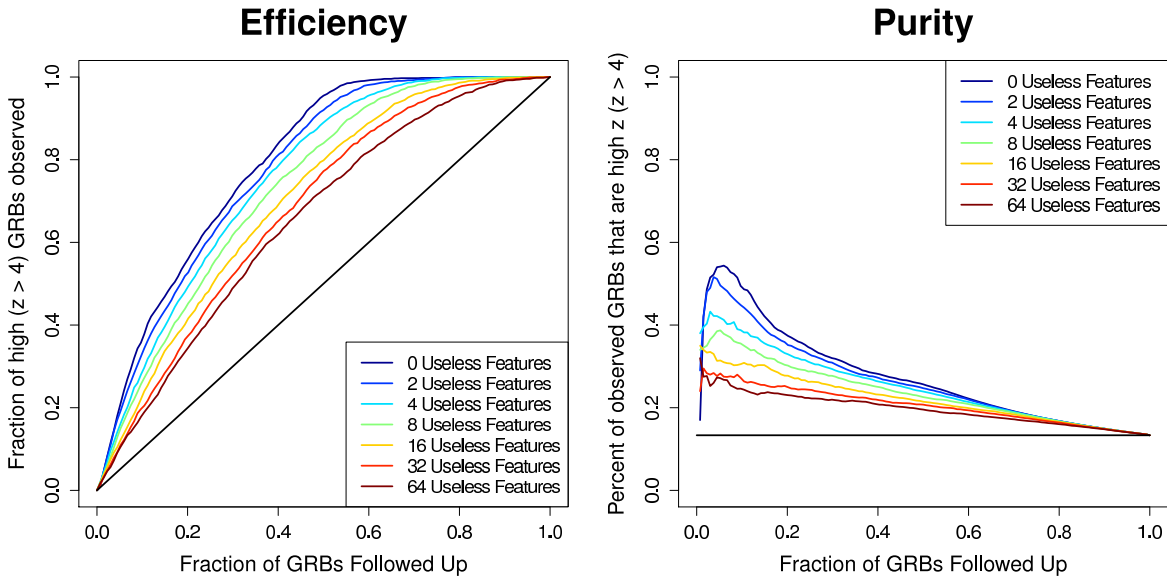 Efficiency
Fraction of high (z > 4) GRBs observed
1.0
0.8
0.6
0.4
0.2
0.0
0 Useless Features
2 Useless Features
4 Useless Features
8 Useless Features
16 Useless Features
32 Useless Features
64 Useless Features
0.0 0.2 0.4 0.6 0.8 1.0
Fraction of GRBs Followed Up
Purity
Percent of observed GRBs that are high z (z > 4)
1.0
0.8
0.6
0.4
0.2
0.0
0 Useless Features
2 Useless Features
4 Useless Features
8 Useless Features
16 Useless Features
32 Useless Features
64 Useless Features
0.0 0.2 0.4 0.6 0.8 1.0
Fraction of GRBs Followed Up